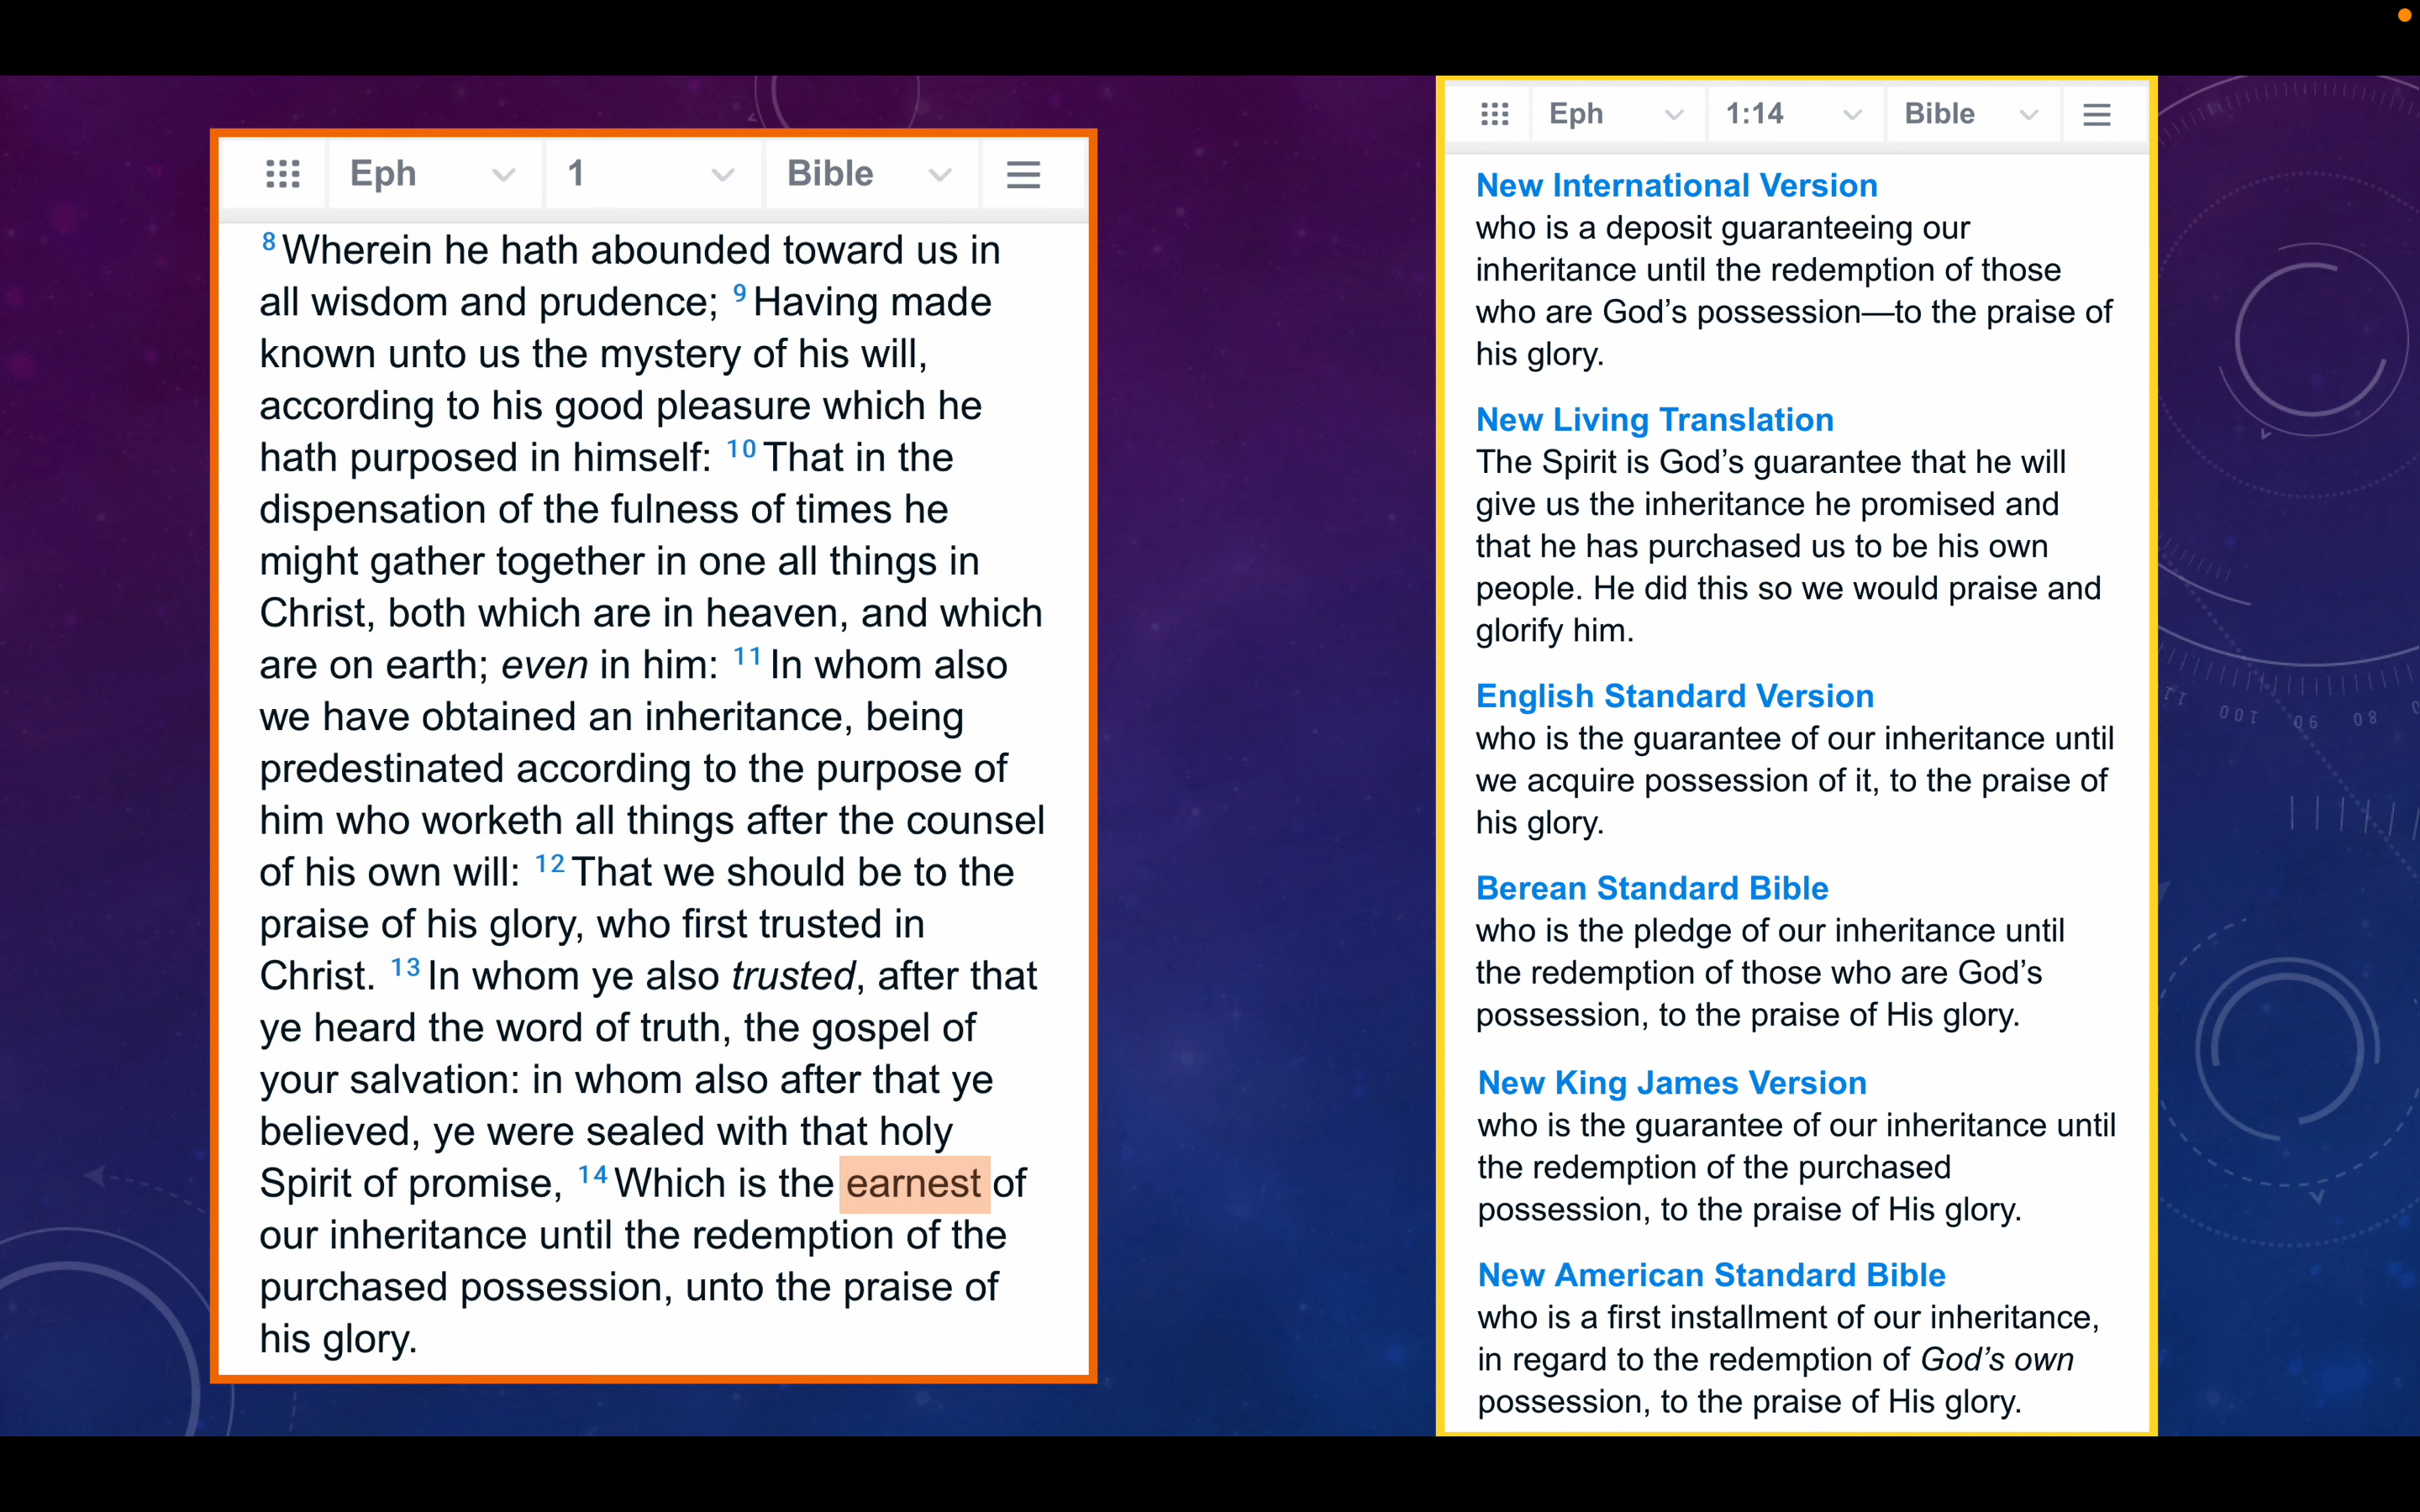 Eph 1 Bible
8 Wherein he hath abounded toward us in
all wisdom and prudence; 9 Having made
known unto us the mystery of his will,
according to his good pleasure which he
hath purposed in himself: 10 That in the
dispensation of the fulness of times he
might gather together in one all things in
Christ, both which are in heaven, and which
are on earth; even in him: 11 In whom also
we have obtained an inheritance, being
predestinated according to the purpose of
him who worketh all things after the counsel
of his own will: 12 That we should be to the
praise of his glory, who first trusted in
Christ. 13 In whom ye also trusted, after that
ye heard the word of truth, the gospel of
your salvation: in whom also after that ye
believed, ye were sealed with that holy
Spirit of promise, 14 Which is the earnest of
our inheritance until the redemption of the
purchased possession, unto the praise of
his glory.
Eph 1:14 Bible
New International Version
who is a deposit guaranteeing our
inheritance until the redemption of those
who are God’s possession—to the praise of
his glory.
New Living Translation
The Spirit is God’s guarantee that he will
give us the inheritance he promised and
that he has purchased us to be his own
people. He did this so we would praise and
glorify him.
English Standard Version
who is the guarantee of our inheritance until
we acquire possession of it, to the praise of
his glory.
Berean Standard Bible
who is the pledge of our inheritance until
the redemption of those who are God’s
possession, to the praise of His glory.
New King James Version
who is the guarantee of our inheritance until
the redemption of the purchased
possession, to the praise of His glory.
New American Standard Bible
who is a first installment of our inheritance,
in regard to the redemption of God’s own
possession, to the praise of His glory.
100 90 80